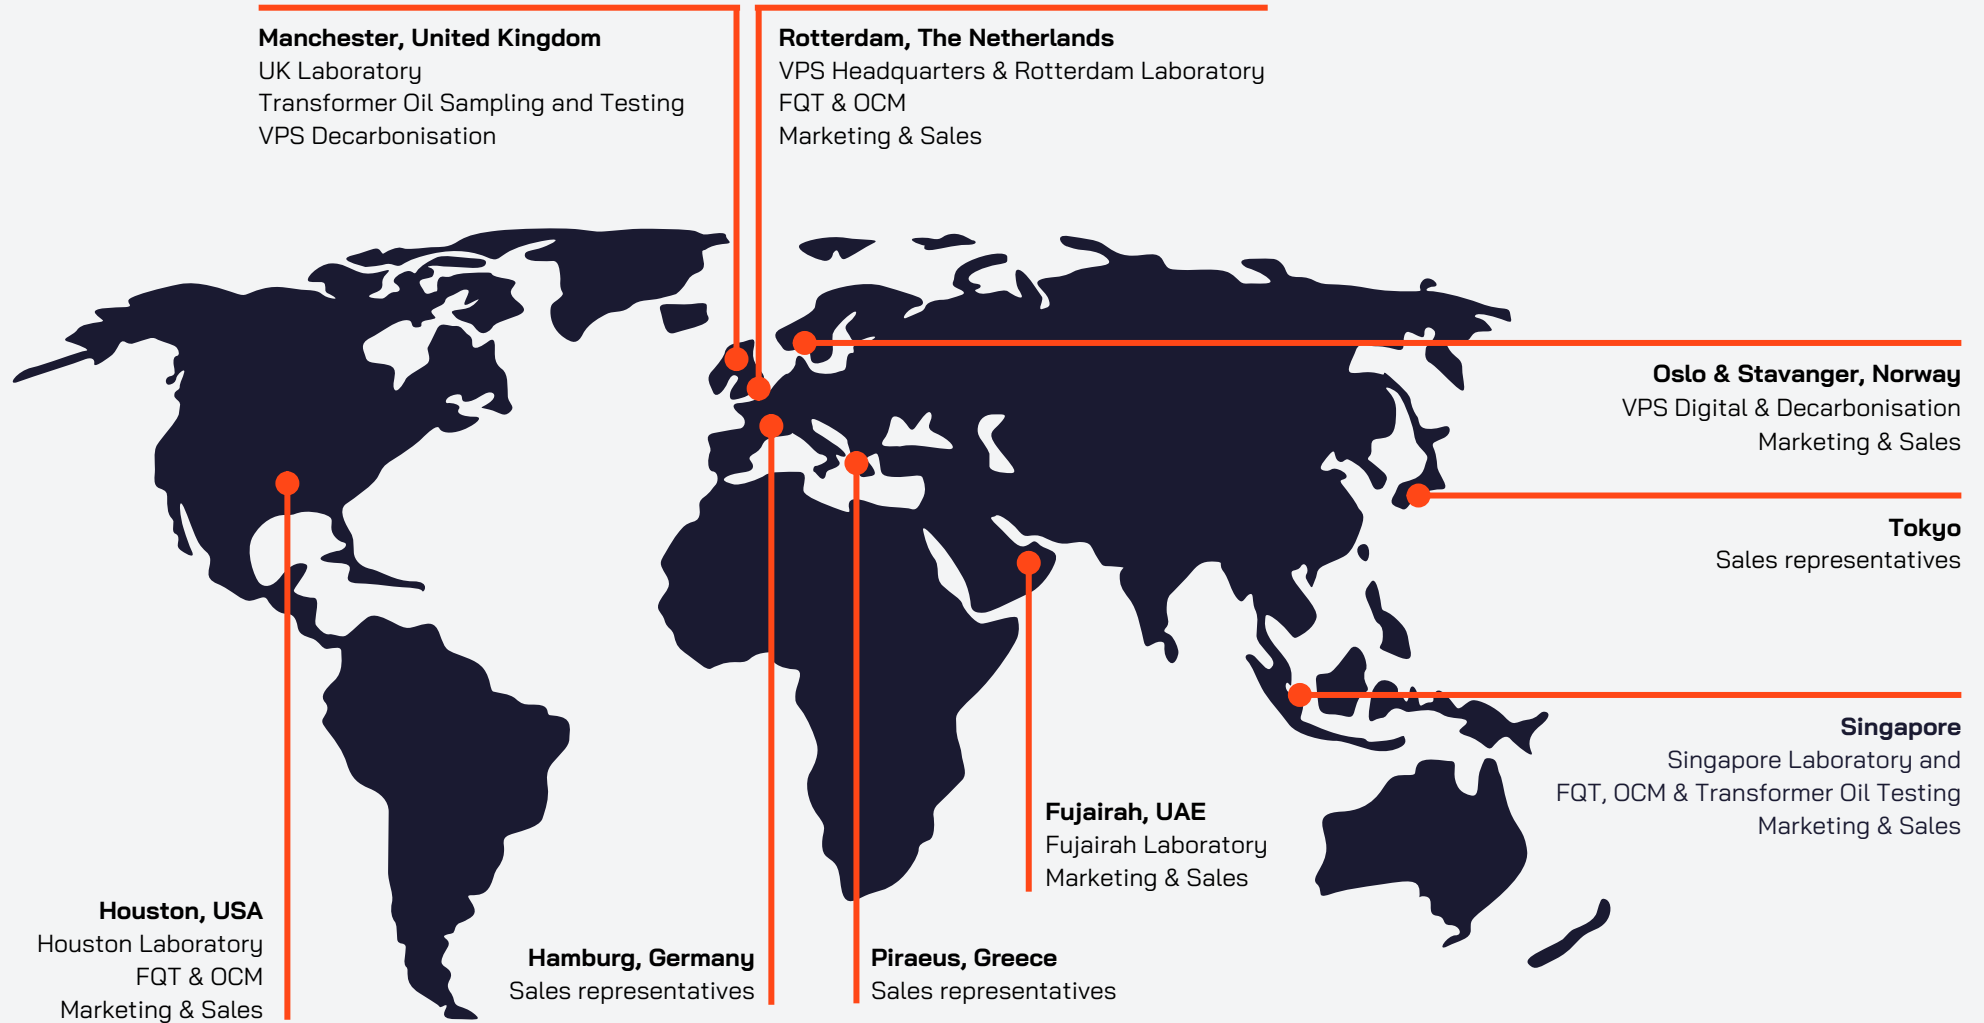 Manchester, United Kingdom
UK Laboratory
Transformer Oil Sampling and Testing
VPS Decarbonisation
Rotterdam, The Netherlands
VPS Headquarters & Rotterdam Laboratory
FQT & OCM
Marketing & Sales
Oslo & Stavanger, Norway
VPS Digital & Decarbonisation
Marketing & Sales
Tokyo
Sales representatives
Singapore
Singapore Laboratory and
FQT, OCM & Transformer Oil Testing
Marketing & Sales
Fujairah, UAE
Fujairah Laboratory
Marketing & Sales
Houston, USA
Houston Laboratory
FQT & OCM
Marketing & Sales
Hamburg, Germany
Sales representatives
Piraeus, Greece
Sales representatives